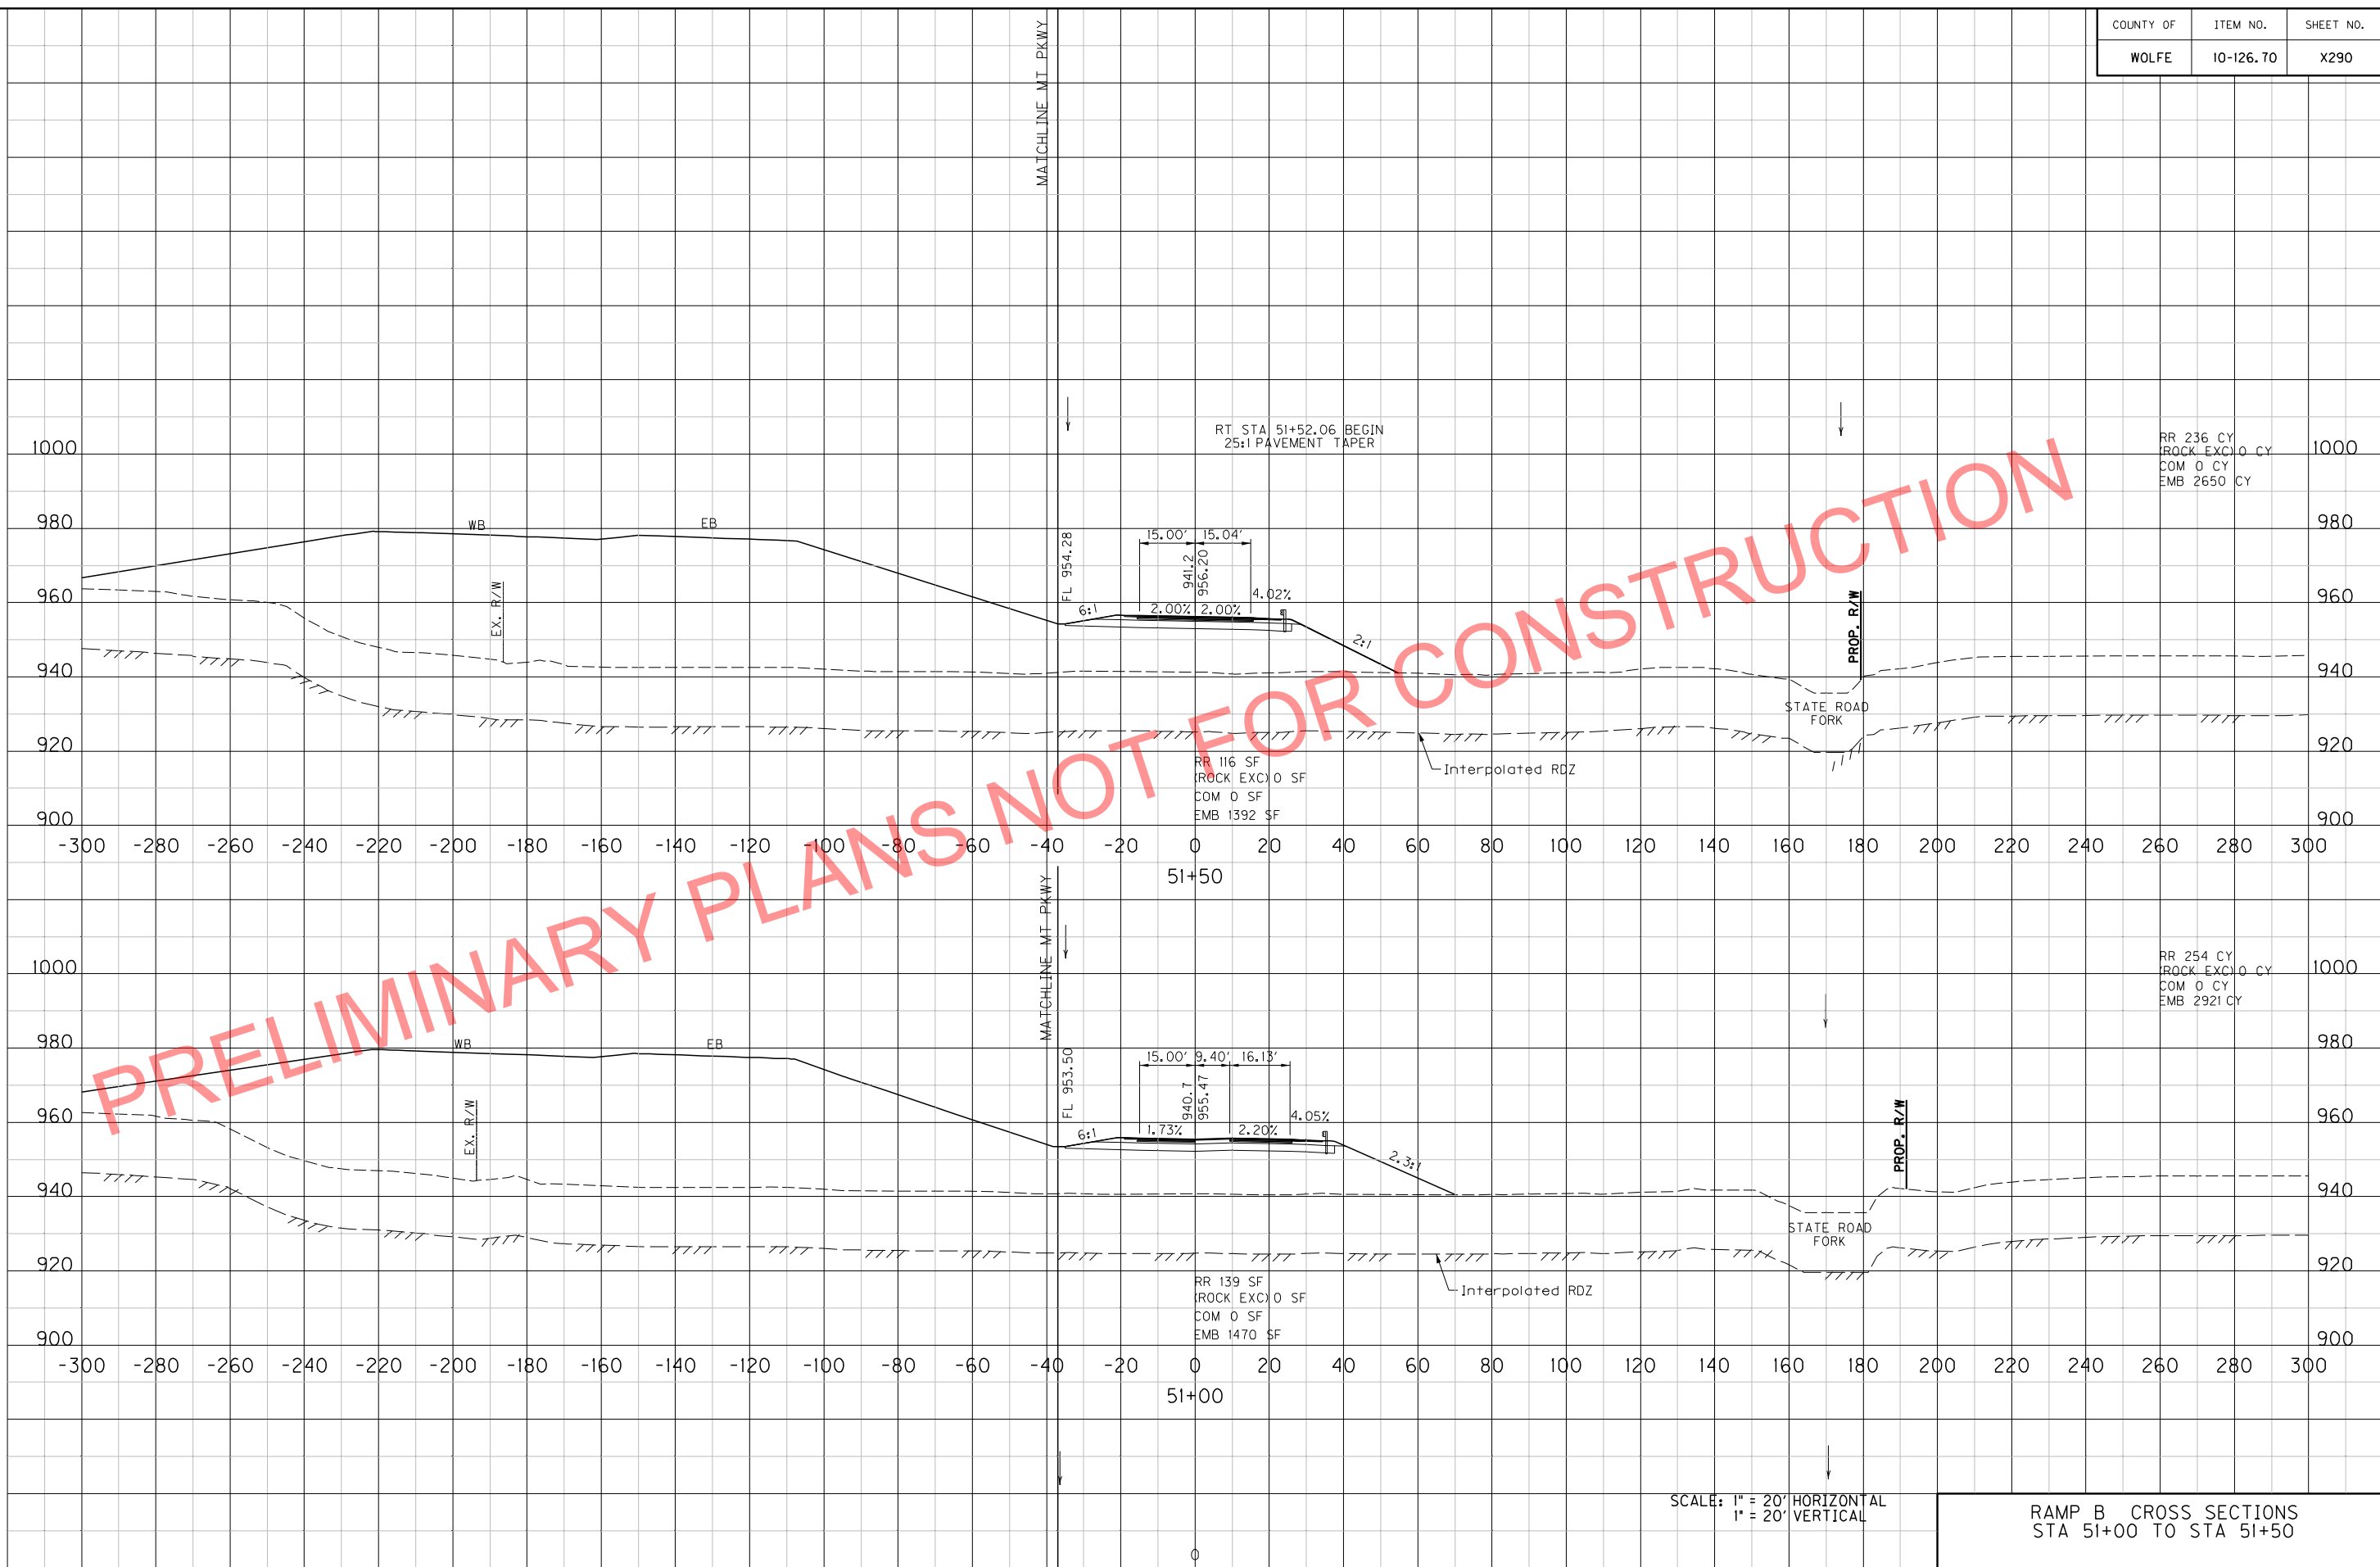 COUNTY OF ITEM NO. SHEET NO.
WOLFE 10-126.70 X290
MATCHLINE MT PKWY
RT STA 51+52.06 BEGIN
25:1 PAVEMENT TAPER
RR 236 CY
(ROCK EXC) 0 CY
COM 0 CY
EMB 2650 CY
1000 1000
980 980
960 960
940 940
920 920
900 900
WB EB
EX. R/W
FL 954.28
15.00' 15.04'
941.2
956.20
4.02%
6:1 2.00% 2.00%
2:1
PROP. R/W
STATE ROAD
FORK
Interpolated RDZ
RR 116 SF
(ROCK EXC) 0 SF
COM 0 SF
EMB 1392 SF
-300 -280 -260 -240 -220 -200 -180 -160 -140 -120 -100 -80 -60 -40 -20 0 20 40 60 80 100 120 140 160 180 200 220 240 260 280 300
51+50
PRELIMINARY PLANS NOT FOR CONSTRUCTION
MATCHLINE MT PKWY
RR 254 CY
(ROCK EXC) 0 CY
COM 0 CY
EMB 2921 CY
1000 1000
980 980
960 960
940 940
920 920
900 900
WB EB
EX. R/W
FL 953.50
15.00' 9.40' 16.13'
940.7
955.47
4.05%
6:1 1.73% 2.20%
2.3:1
PROP. R/W
STATE ROAD
FORK
Interpolated RDZ
RR 139 SF
(ROCK EXC) 0 SF
COM 0 SF
EMB 1470 SF
-300 -280 -260 -240 -220 -200 -180 -160 -140 -120 -100 -80 -60 -40 -20 0 20 40 60 80 100 120 140 160 180 200 220 240 260 280 300
51+00
SCALE: 1" = 20' HORIZONTAL
1" = 20' VERTICAL
RAMP B CROSS SECTIONS
STA 51+00 TO STA 51+50
0